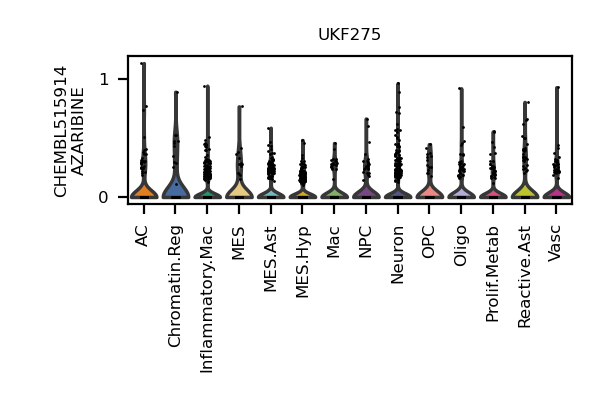 UKF275
CHEMBL515914
AZARIBINE
1
0
AC
Chromatin.Reg
Inflammatory.Mac
MES
MES.Ast
MES.Hyp
Mac
NPC
Neuron
OPC
Oligo
Prolif.Metab
Reactive.Ast
Vasc